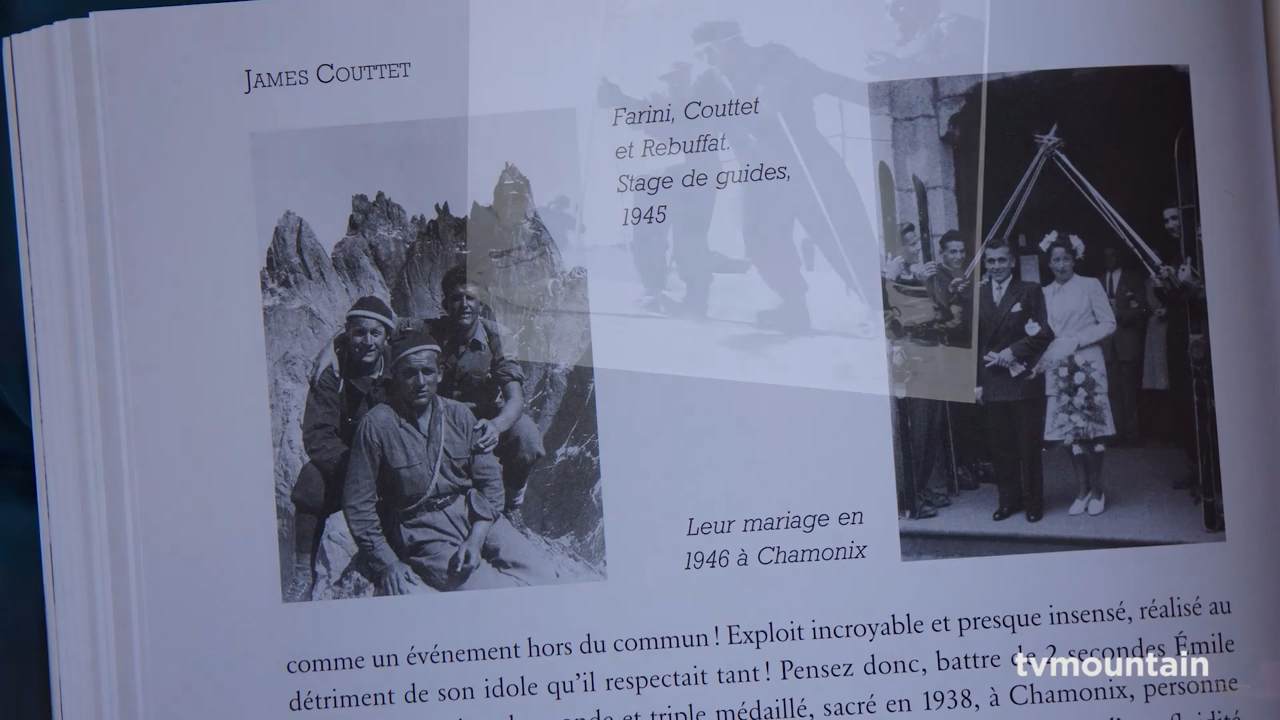 JAMES COUTTET
Farini, Couttet
et Rebuffat.
Stage de guides,
1945
Leur mariage en
1946 à Chamonix
comme un événement hors du commun ! Exploit incroyable et presque insensé, réalisé au
détriment de son idole qu'il respectait tant ! Pensez donc, battre de 2 secondes Émile
et triple médaillé, sacré en 1938, à Chamonix, personne
tvmountain